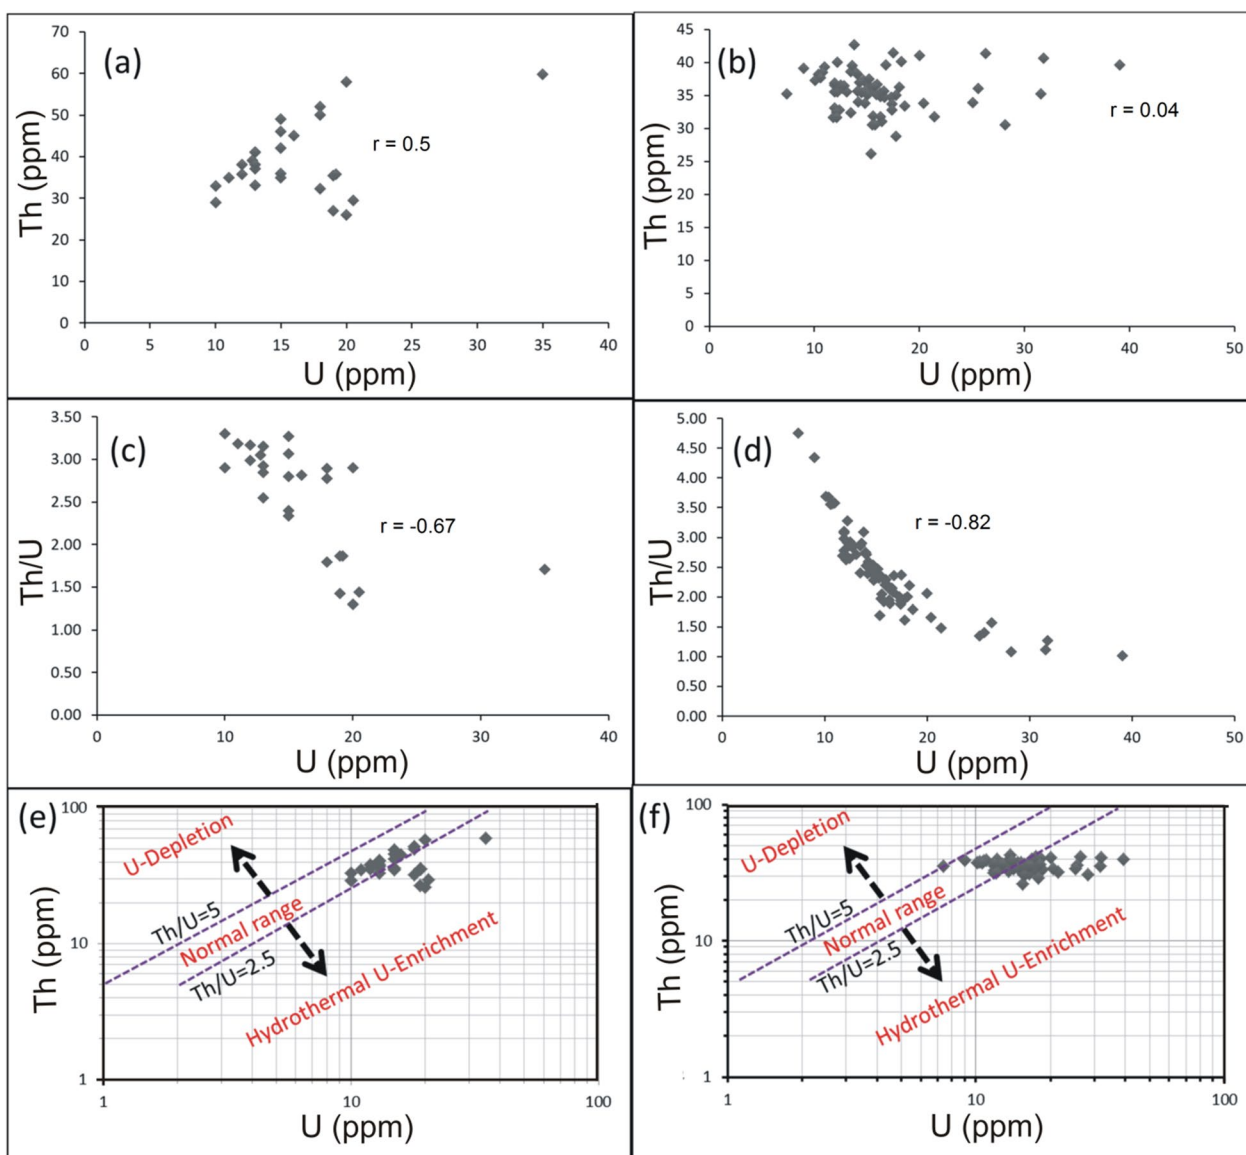 (a)
70
60
50
40
30
20
10
0
0 5 10 15 20 25 30 35 40
Th (ppm)
U (ppm)
r = 0.5
(b)
45
40
35
30
25
20
15
10
5
0
0 10 20 30 40 50
Th (ppm)
U (ppm)
r = 0.04
(c)
3.50
3.00
2.50
2.00
1.50
1.00
0.50
0.00
0 10 20 30 40
Th/U
U (ppm)
r = -0.67
(d)
5.00
4.50
4.00
3.50
3.00
2.50
2.00
1.50
1.00
0.50
0.00
0 10 20 30 40 50
Th/U
U (ppm)
r = -0.82
(e)
100
10
1
1 10 100
Th (ppm)
U (ppm)
U-Depletion
Th/U=5
Normal range
Th/U=2.5
Hydrothermal U-Enrichment
(f)
100
10
1
1 10 100
Th (ppm)
U (ppm)
U-Depletion
Th/U=5
Normal range
Th/U=2.5
Hydrothermal U-Enrichment